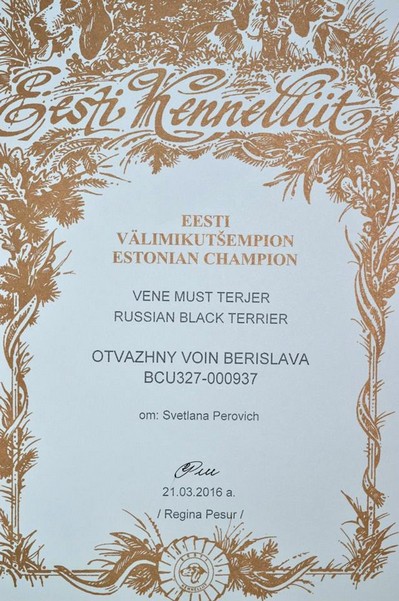 Eesti Kennelliit
EESTI
VÄLIMIKUTŠEMPION
ESTONIAN CHAMPION
VENE MUST TERJER
RUSSIAN BLACK TERRIER
OTVAZHNY VOIN BERISLAVA
BCU327-000937
om: Svetlana Perovich
21.03.2016 a.
/ Regina Pesur /